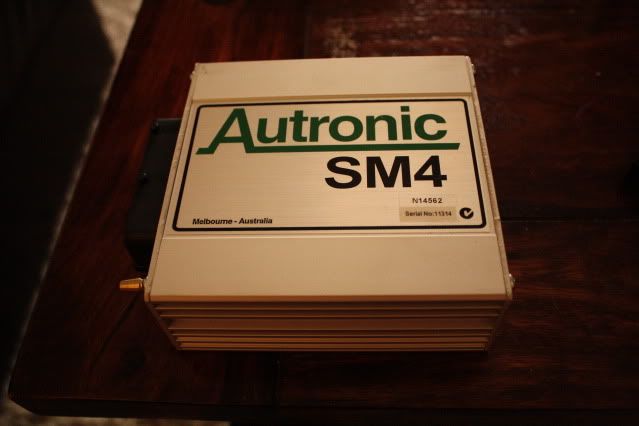 Autronic
SM4
N14562
Serial No:11314
Melbourne - Australia